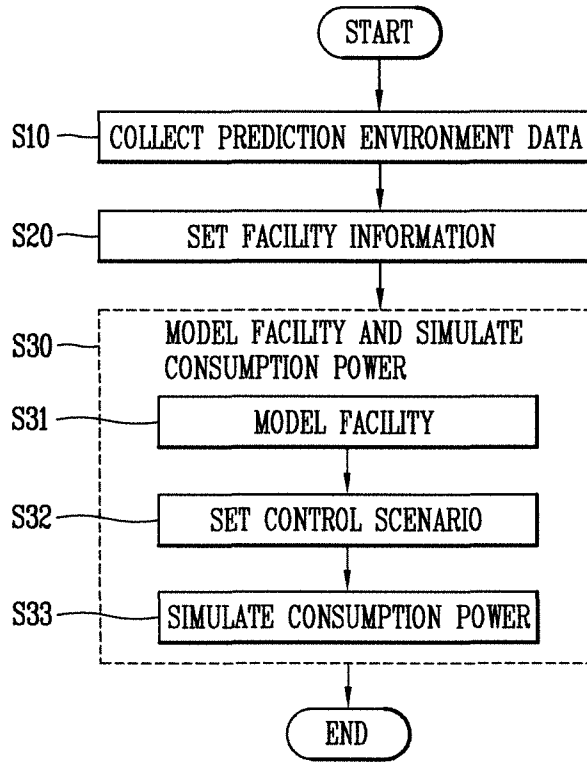 START
S10
COLLECT PREDICTION ENVIRONMENT DATA
S20
SET FACILITY INFORMATION
S30
MODEL FACILITY AND SIMULATE
CONSUMPTION POWER
S31
MODEL FACILITY
S32
SET CONTROL SCENARIO
S33
SIMULATE CONSUMPTION POWER
END